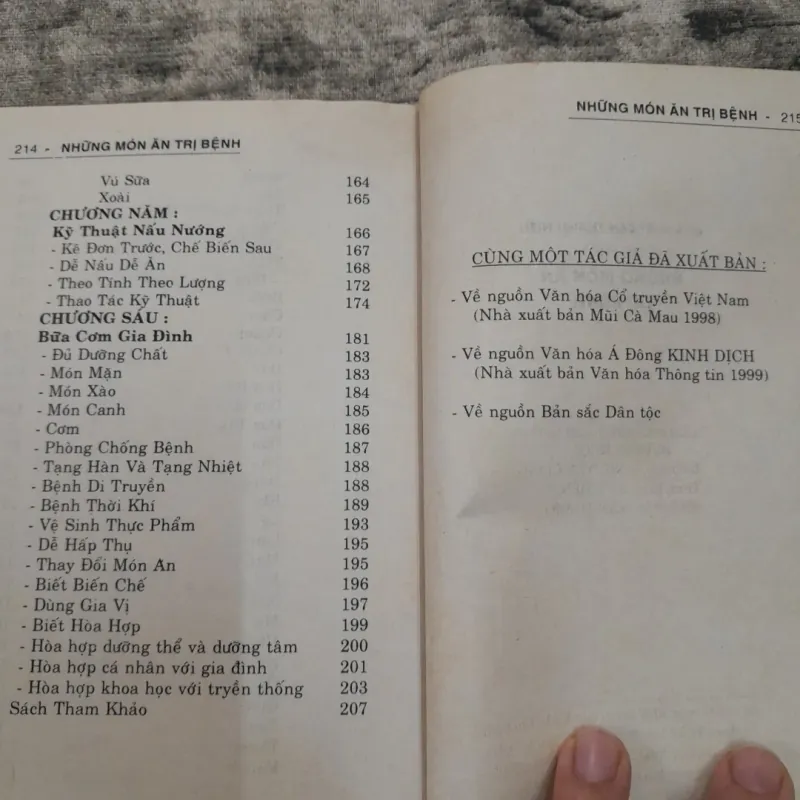 214 - NHỮNG MÓN ĂN TRỊ BỆNH
Vú Sữa 164
Xoài 165
CHƯƠNG NĂM :
Kỹ Thuật Nấu Nướng 166
- Kê Đơn Trước, Chế Biến Sau 167
- Dễ Nấu Dễ Ăn 168
- Theo Tính Theo Lượng 172
- Thao Tác Kỹ Thuật 174
CHƯƠNG SÁU :
Bữa Cơm Gia Đình 181
- Đủ Dưỡng Chất 183
- Món Mặn 183
- Món Xào 184
- Món Canh 185
- Cơm 186
- Phòng Chống Bệnh 187
- Tạng Hàn Và Tạng Nhiệt 188
- Bệnh Di Truyền 188
- Bệnh Thời Khí 189
- Vệ Sinh Thực Phẩm 193
- Dễ Hấp Thụ 195
- Thay Đổi Món An 195
- Biết Biến Chế 196
- Dùng Gia Vị 197
- Biết Hòa Hợp 199
- Hòa hợp dưỡng thể và dưỡng tâm 200
- Hòa hợp cá nhân với gia đình 201
- Hòa hợp khoa học với tryền thống 203
Sách Tham Khảo 207
NHỮNG MÓN ĂN TRỊ BỆNH - 215
CÙNG MÔT TÁC GIẢ ĐÃ XUẤT BẢN :
- Về nguồn Văn hóa Cổ truyền Việt Nam
(Nhà xuất bản Mũi Cà Mau 1998)
- Về nguồn Văn hóa Á Đông KINH DỊCH
(Nhà xuất bản Văn hóa Thông tin 1999)
- Về nguồn Bản sắc Dân tộc